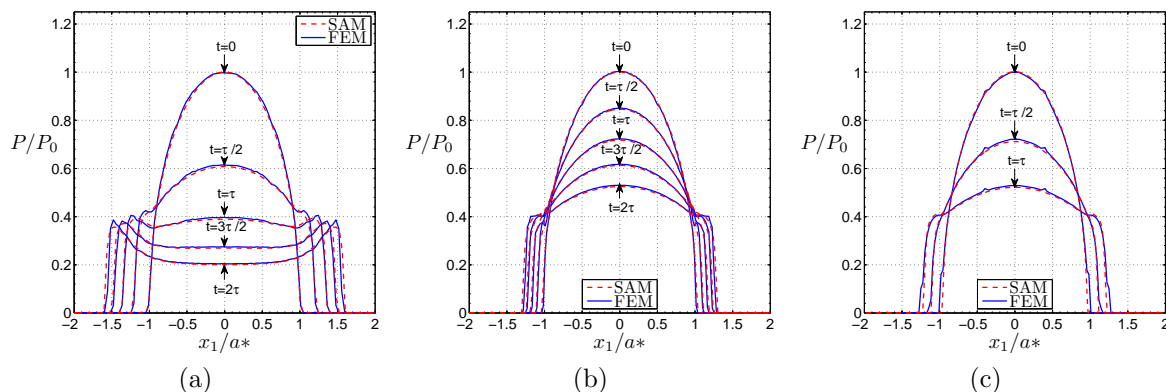 SAM
FEM
t=0
t=τ /2
t=τ
t=3τ /2
t=2τ
P/P0
1.2
1
0.8
0.6
0.4
0.2
0
−2 −1.5 −1 −0.5 0 0.5 1 1.5 2
x1/a*
(a)
t=0
t=τ /2
t=τ
t=3τ /2
t=2τ
SAM
FEM
P/P0
1.2
1
0.8
0.6
0.4
0.2
0
−2 −1.5 −1 −0.5 0 0.5 1 1.5 2
x1/a*
(b)
t=0
t=τ /2
t=τ
SAM
FEM
P/P0
1.2
1
0.8
0.6
0.4
0.2
0
−2 −1.5 −1 −0.5 0 0.5 1 1.5 2
x1/a*
(c)